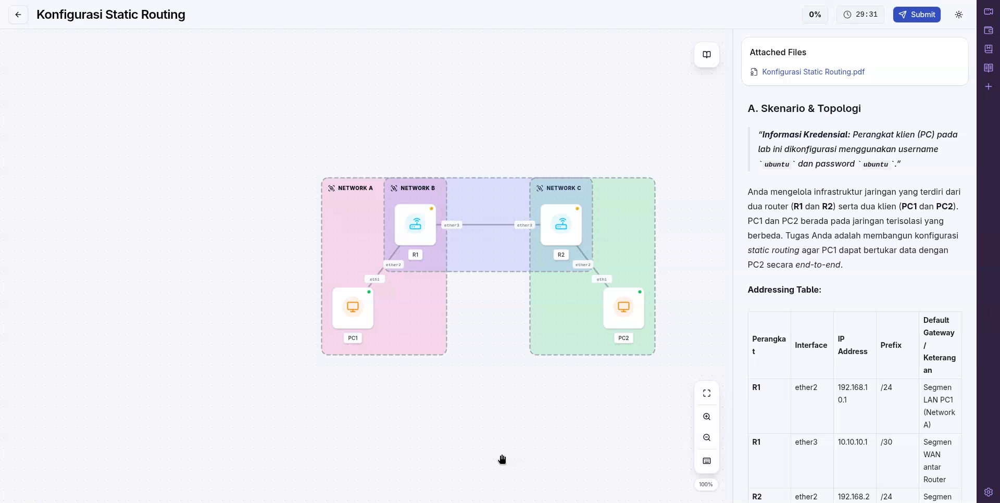 Konfigurasi Static Routing
0%
29:31
Submit
NETWORK A
NETWORK B
NETWORK C
ether3
ether3
R1
R2
ether2
ether2
eth1
eth1
PC1
PC2
100%
Attached Files
Konfigurasi Static Routing.pdf
A. Skenario & Topologi
“Informasi Kredensial: Perangkat klien (PC) pada
lab ini dikonfigurasi menggunakan username
`ubuntu` dan password `ubuntu`.”
Anda mengelola infrastruktur jaringan yang terdiri dari
dua router (R1 dan R2) serta dua klien (PC1 dan PC2).
PC1 dan PC2 berada pada jaringan terisolasi yang
berbeda. Tugas Anda adalah membangun konfigurasi
static routing agar PC1 dapat bertukar data dengan
PC2 secara end-to-end.
Addressing Table:
Perangka
t
Interface
IP
Address
Prefix
Default
Gateway
/
Keterang
an
R1
ether2
192.168.1
0.1
/24
Segmen
LAN PC1
(Network
A)
R1
ether3
10.10.10.1
/30
Segmen
WAN
antar
Router
R2
ether2
192.168.2
/24
Segmen